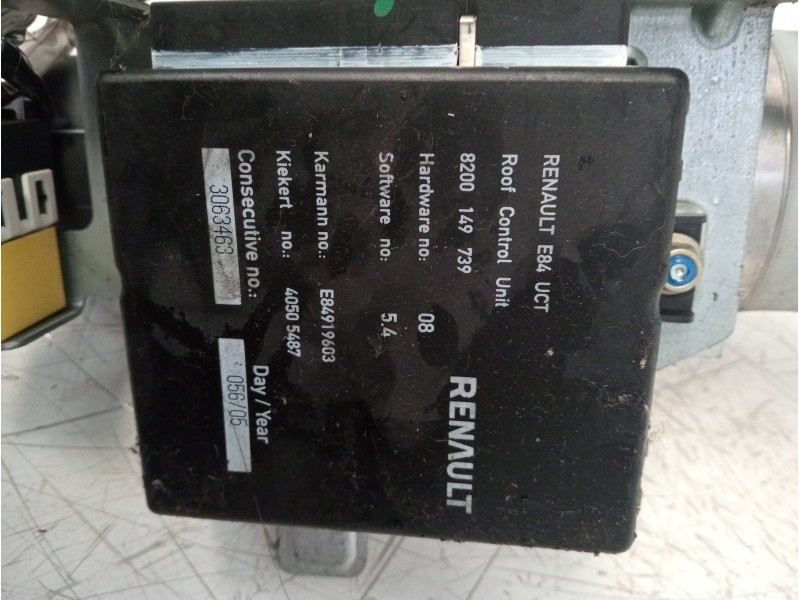 RENAULT E84 UCT
Roof Control Unit
8200 149 739
Hardware no: 08
Software no: 5.4
RENAULT
Karmann no.: E84919603
Kiekert no.: 4050 5487
Consecutive no.: Day / Year
3063463 056/05